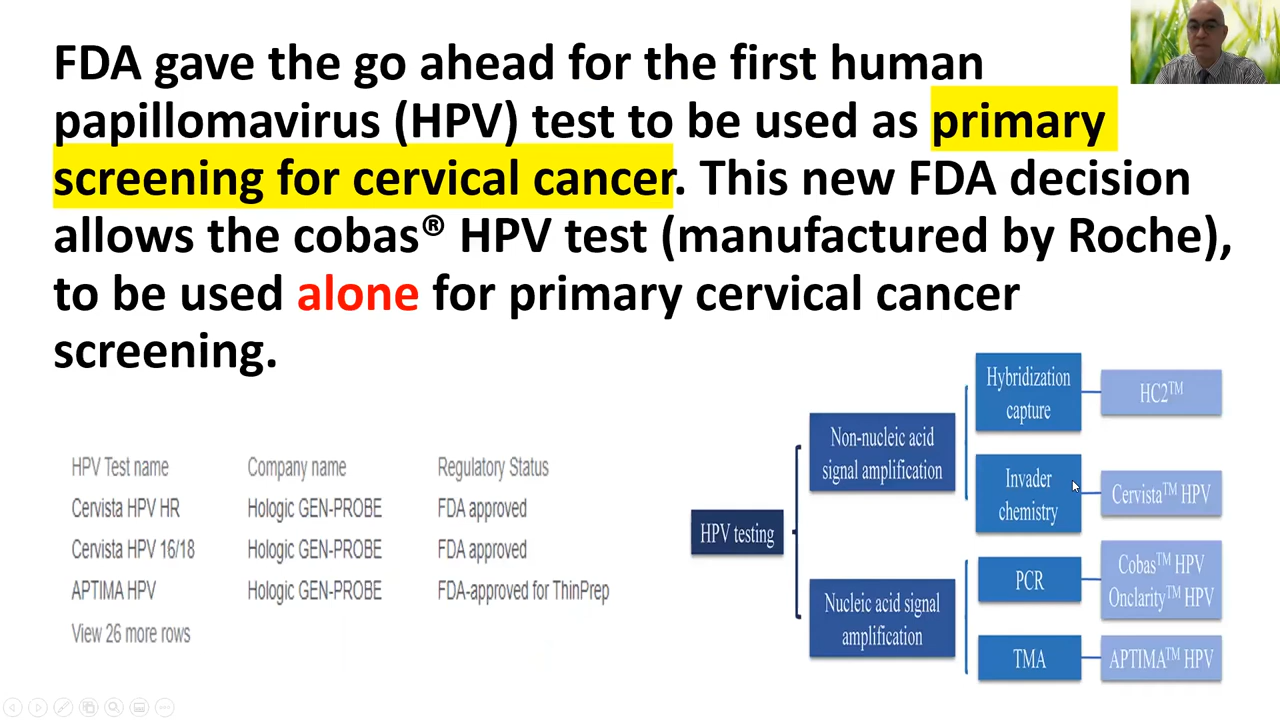 FDA gave the go ahead for the first human
papillomavirus (HPV) test to be used as primary
screening for cervical cancer. This new FDA decision
allows the cobas® HPV test (manufactured by Roche),
to be used alone for primary cervical cancer
screening.
HPV Test name Company name Regulatory Status
Cervista HPV HR Hologic GEN-PROBE FDA approved
Cervista HPV 16/18 Hologic GEN-PROBE FDA approved
APTIMA HPV Hologic GEN-PROBE FDA-approved for ThinPrep
View 26 more rows
HPV testing
Non-nucleic acid
signal amplification
Hybridization
capture
HC2™
Invader
chemistry
Cervista™ HPV
Nucleic acid signal
amplification
PCR
Cobas™ HPV
Onclarity™ HPV
TMA
APTIMA™ HPV